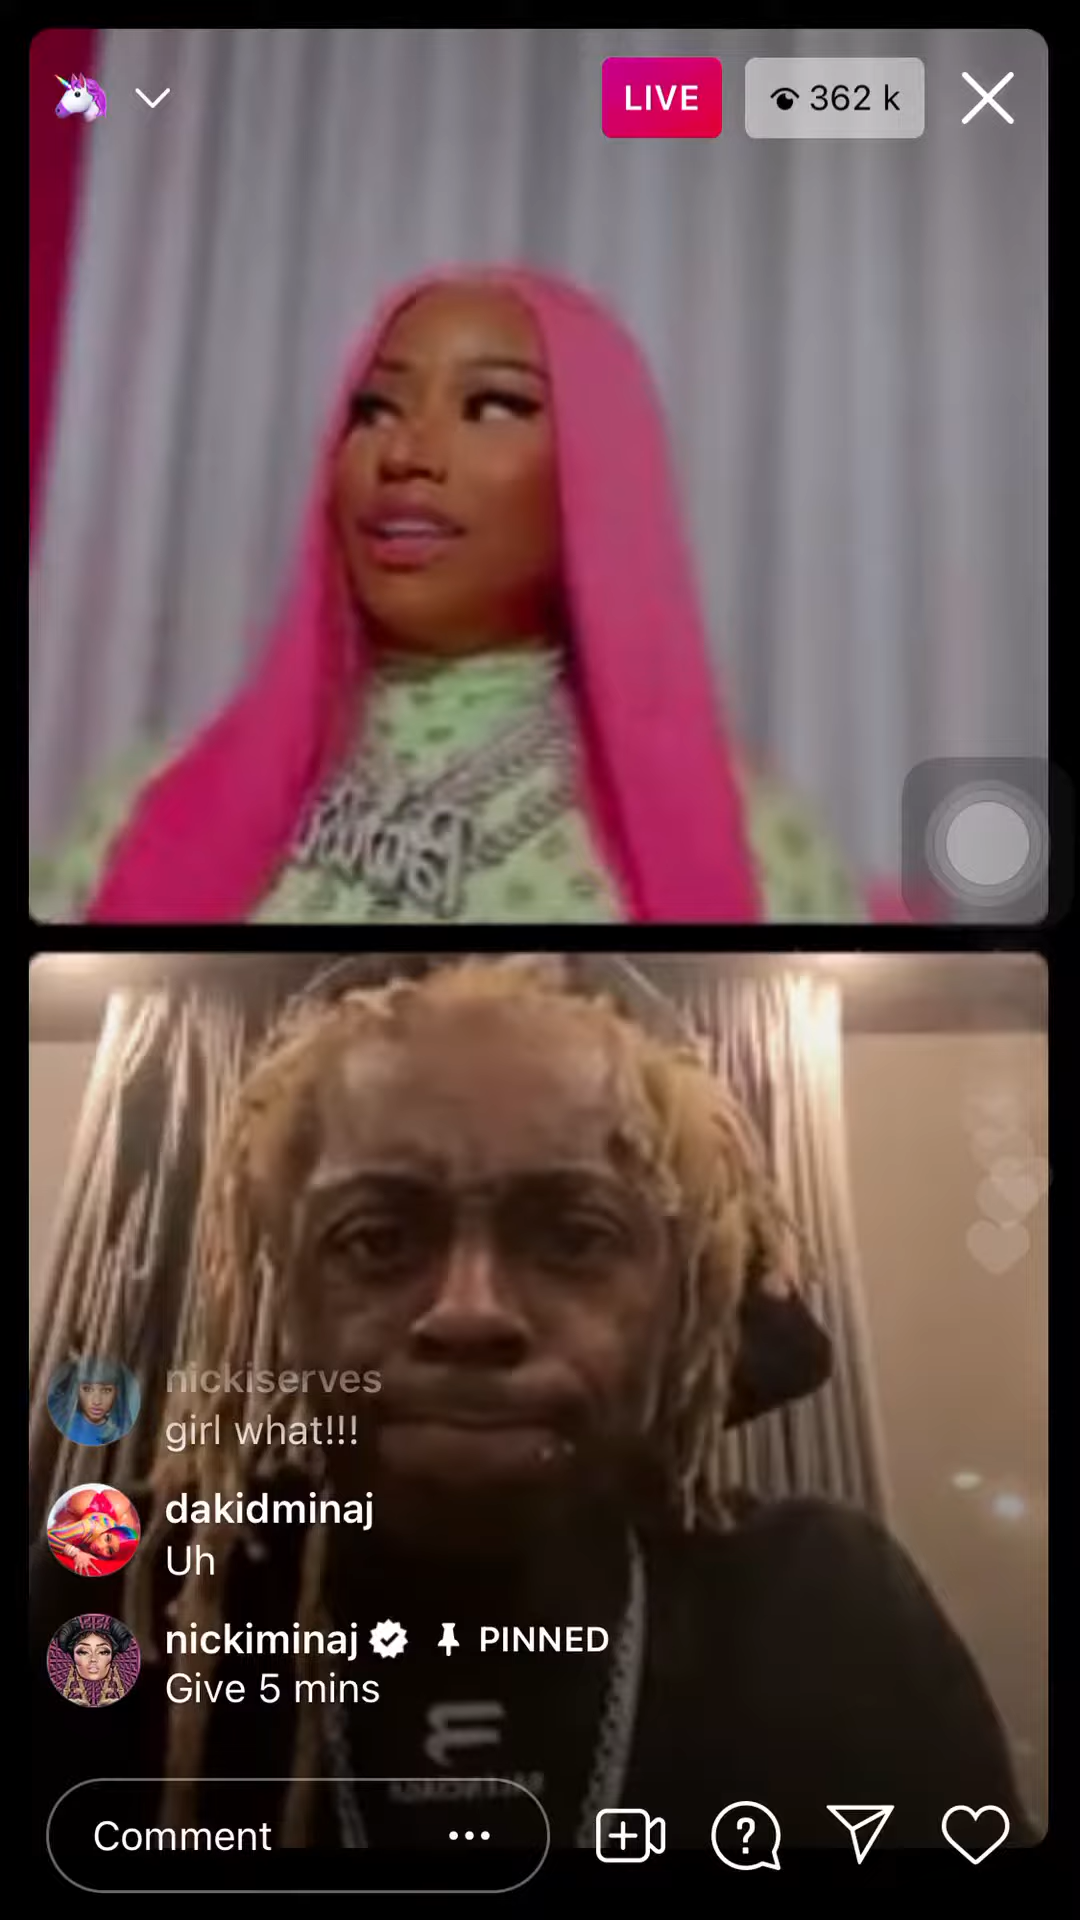 LIVE
362 k
nickiserves
girl what!!!
dakidminaj
Uh
nickiminaj PINNED
Give 5 mins
Comment